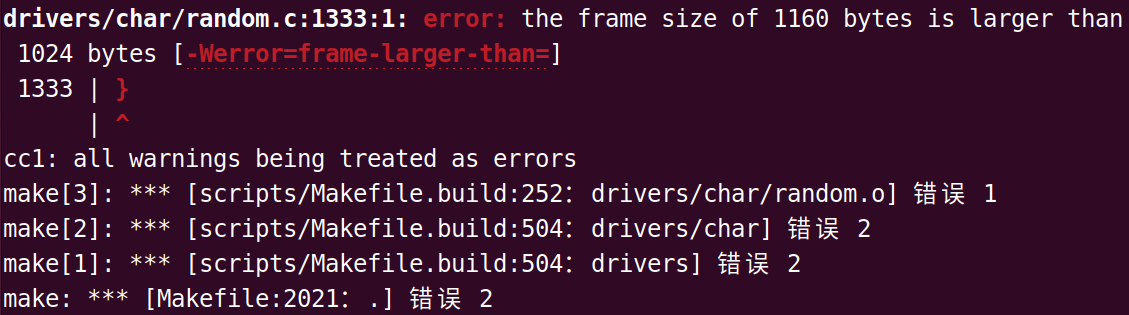 drivers/char/random.c:1333:1: error: the frame size of 1160 bytes is larger than
 1024 bytes [-Werror=frame-larger-than=]
 1333 | }
      | ^
cc1: all warnings being treated as errors
make[3]: *** [scripts/Makefile.build:252：drivers/char/random.o] 错误 1
make[2]: *** [scripts/Makefile.build:504：drivers/char] 错误 2
make[1]: *** [scripts/Makefile.build:504：drivers] 错误 2
make: *** [Makefile:2021：.] 错误 2